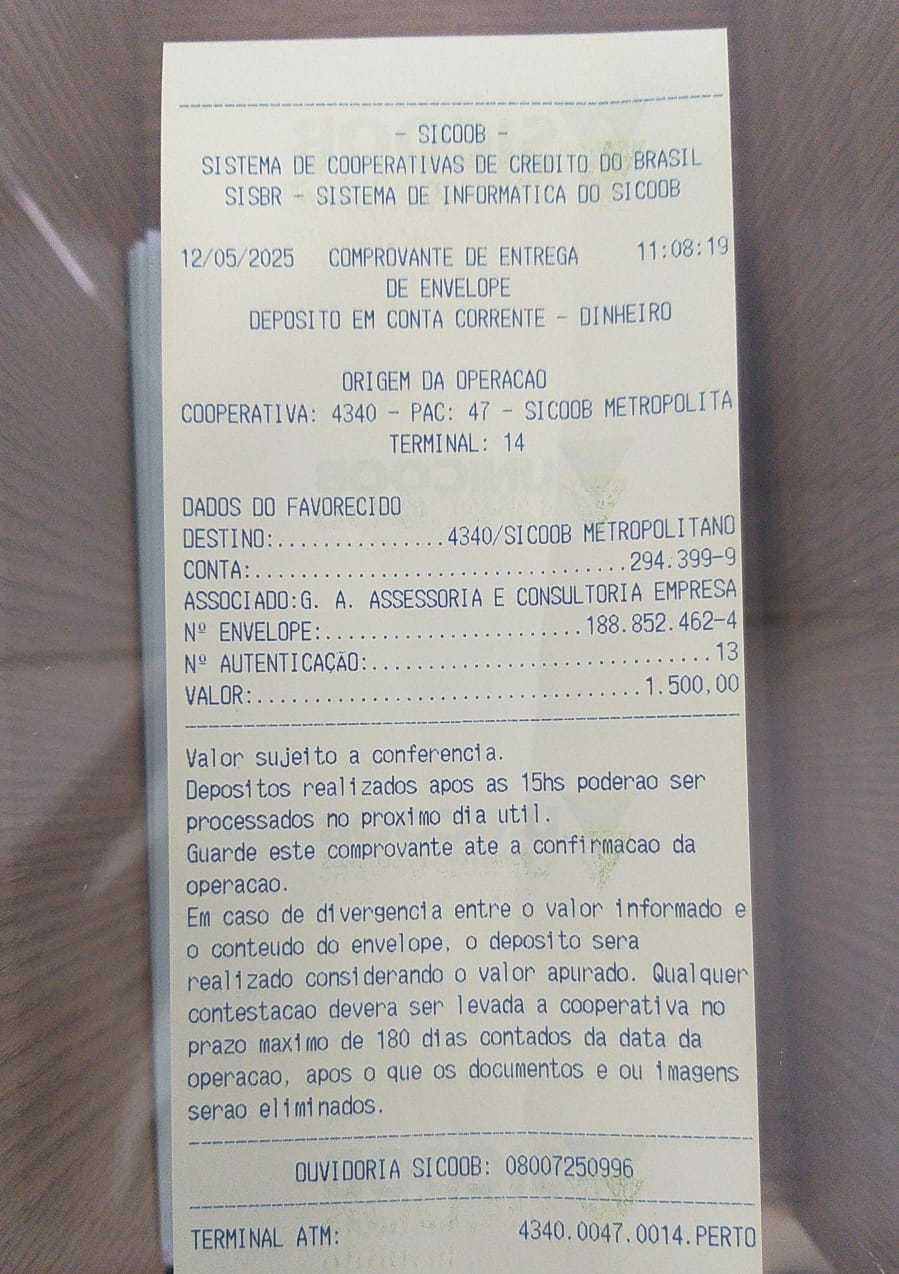 - SICOOB -
SISTEMA DE COOPERATIVAS DE CREDITO DO BRASIL
SISBR - SISTEMA DE INFORMATICA DO SICOOB
12/05/2025 COMPROVANTE DE ENTREGA 11:08:19
DE ENVELOPE
DEPOSITO EM CONTA CORRENTE - DINHEIRO
ORIGEM DA OPERACAO
COOPERATIVA: 4340 - PAC: 47 - SICOOB METROPOLITA
TERMINAL: 14
DADOS DO FAVORECIDO
DESTINO:................4340/SICOOB METROPOLITANO
CONTA:.................................294.399-9
ASSOCIADO:G. A. ASSESSORIA E CONSULTORIA EMPRESA
Nº ENVELOPE:.......................188.852.462-4
Nº AUTENTICAÇÃO:..............................13
VALOR:..................................1.500,00
Valor sujeito a conferencia.
Depositos realizados apos as 15hs poderao ser
processados no proximo dia util.
Guarde este comprovante ate a confirmacao da
operacao.
Em caso de divergencia entre o valor informado e
o conteudo do envelope, o deposito sera
realizado considerando o valor apurado. Qualquer
contestacao devera ser levada a cooperativa no
prazo maximo de 180 dias contados da data da
operacao, apos o que os documentos e ou imagens
serao eliminados.
OUVIDORIA SICOOB: 08007250996
TERMINAL ATM: 4340.0047.0014.PERTO